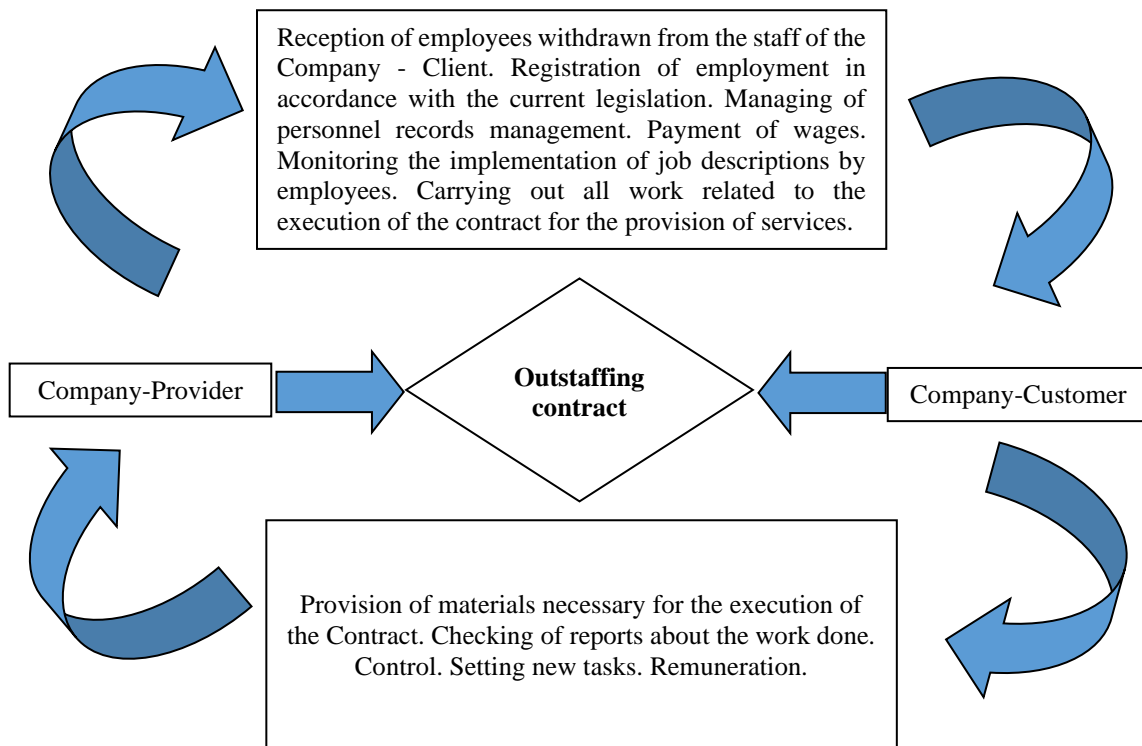 Reception of employees withdrawn from the staff of the
Company - Client. Registration of employment in
accordance with the current legislation. Managing of
personnel records management. Payment of wages.
Monitoring the implementation of job descriptions by
employees. Carrying out all work related to the
execution of the contract for the provision of services.
Company-Provider
Outstaffing
contract
Company-Customer
Provision of materials necessary for the execution of
the Contract. Checking of reports about the work done.
Control. Setting new tasks. Remuneration.